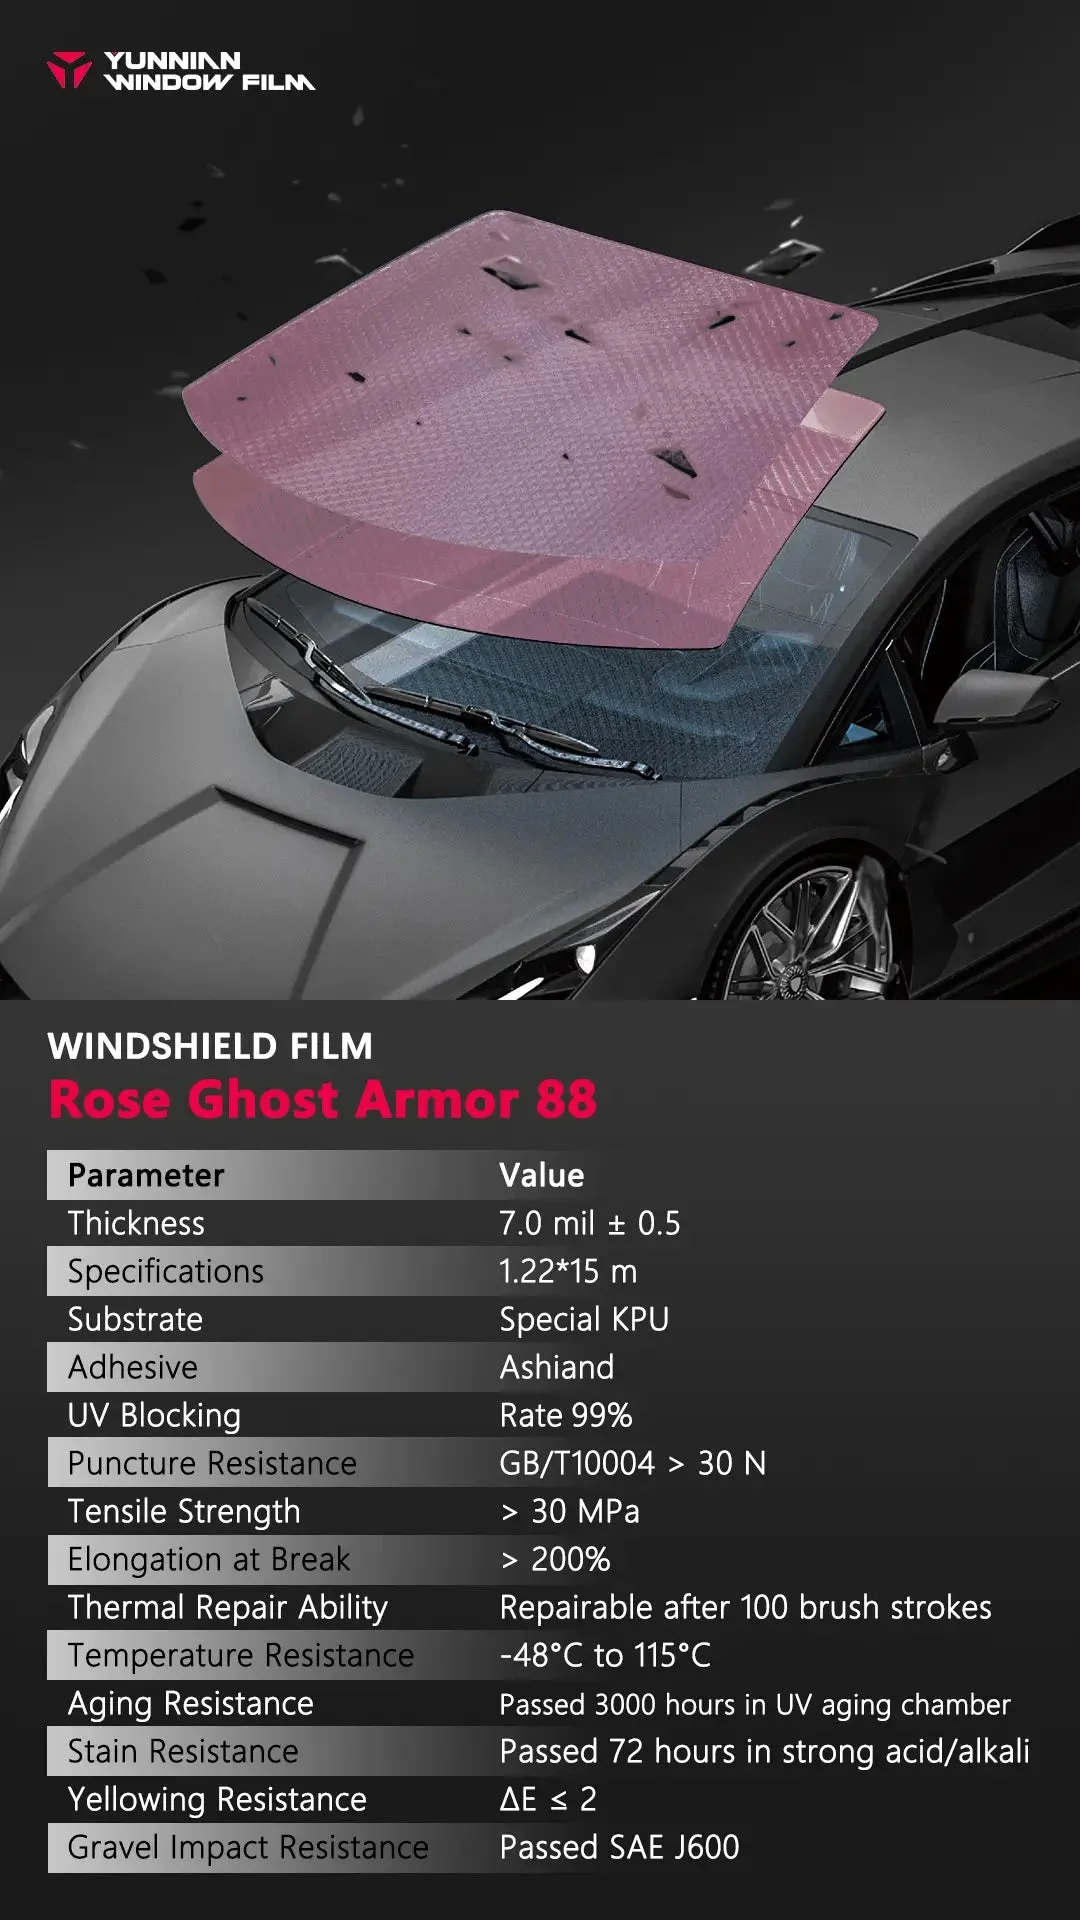 YUNNIAN
WINDOW FILM
WINDSHIELD FILM
Rose Ghost Armor 88
Parameter Value
Thickness 7.0 mil ± 0.5
Specifications 1.22*15 m
Substrate Special KPU
Adhesive Ashiand
UV Blocking Rate 99%
Puncture Resistance GB/T10004 > 30 N
Tensile Strength > 30 MPa
Elongation at Break > 200%
Thermal Repair Ability Repairable after 100 brush strokes
Temperature Resistance -48°C to 115°C
Aging Resistance Passed 3000 hours in UV aging chamber
Stain Resistance Passed 72 hours in strong acid/alkali
Yellowing Resistance ΔE ≤ 2
Gravel Impact Resistance Passed SAE J600